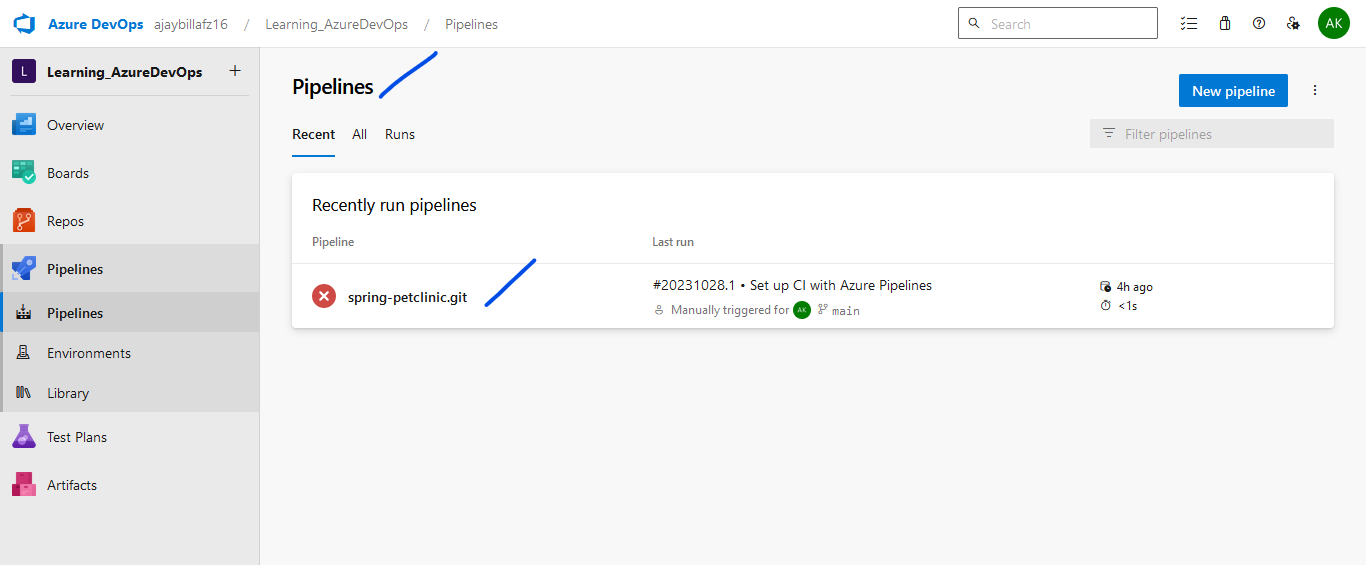 Azure DevOps ajaybillafz16 / Learning_AzureDevOps / Pipelines Search AK
L Learning_AzureDevOps +
Overview
Boards
Repos
Pipelines
Pipelines
Environments
Library
Test Plans
Artifacts
Pipelines
New pipeline
Recent All Runs
Filter pipelines
Recently run pipelines
Pipeline Last run
spring-petclinic.git
#20231028.1 • Set up CI with Azure Pipelines
Manually triggered for AK main
4h ago
<1s